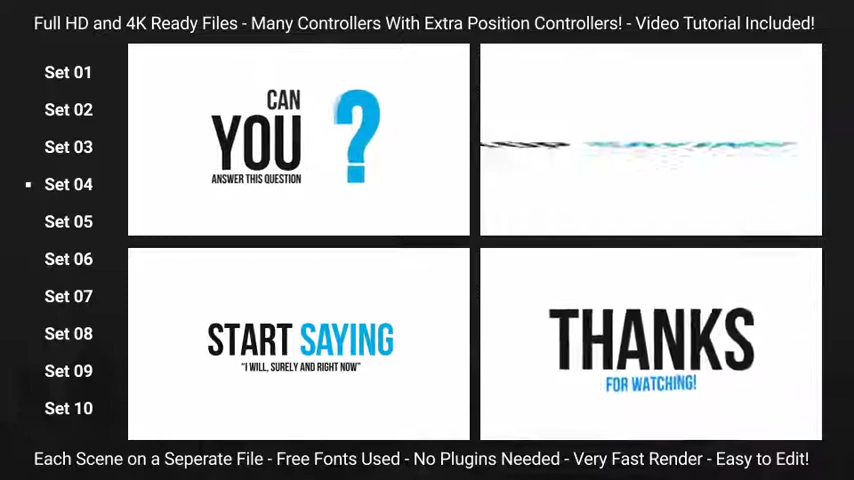 Full HD and 4K Ready Files - Many Controllers With Extra Position Controllers! - Video Tutorial Included!
Set 01
Set 02
Set 03
Set 04
Set 05
Set 06
Set 07
Set 08
Set 09
Set 10
CAN
YOU ?
ANSWER THIS QUESTION
START SAYING
"I WILL, SURELY AND RIGHT NOW"
THANKS
FOR WATCHING!
Each Scene on a Seperate File - Free Fonts Used - No Plugins Needed - Very Fast Render - Easy to Edit!